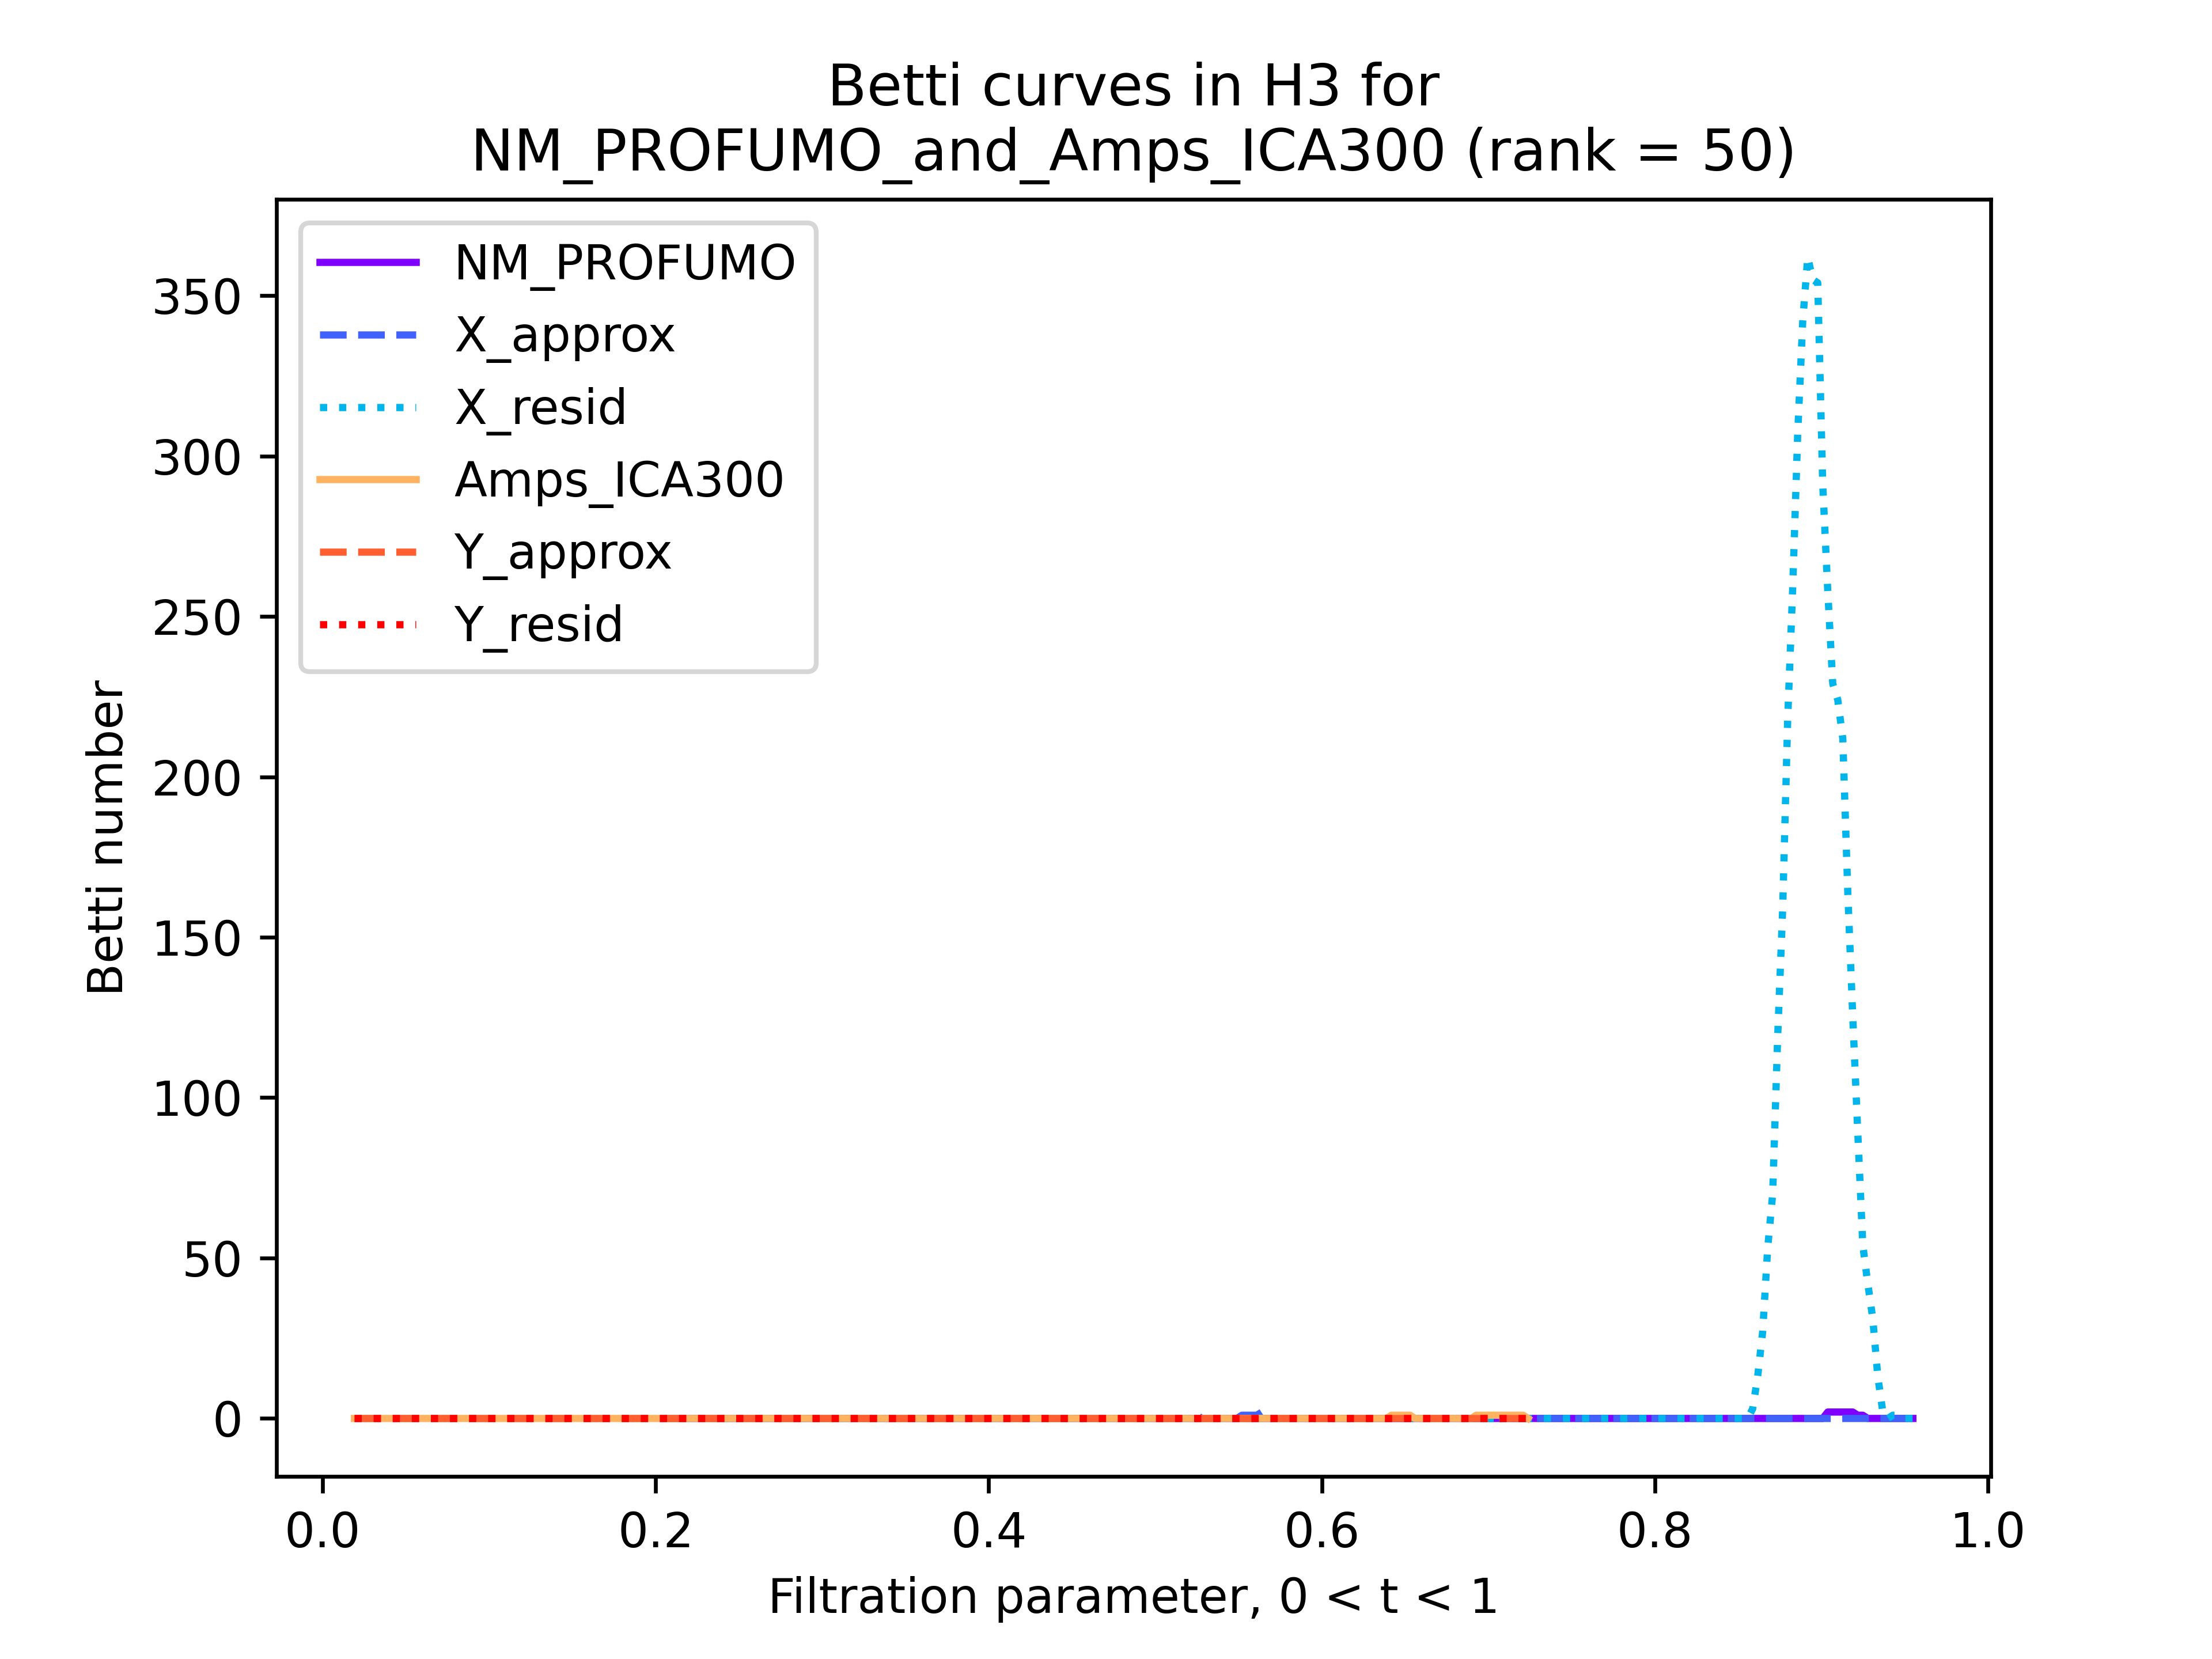 Betti curves in H3 for
NM_PROFUMO_and_Amps_ICA300 (rank = 50)
NM_PROFUMO
X_approx
X_resid
Amps_ICA300
Y_approx
Y_resid
Betti number
350
300
250
200
150
100
50
0
0.0 0.2 0.4 0.6 0.8 1.0
Filtration parameter, 0 < t < 1